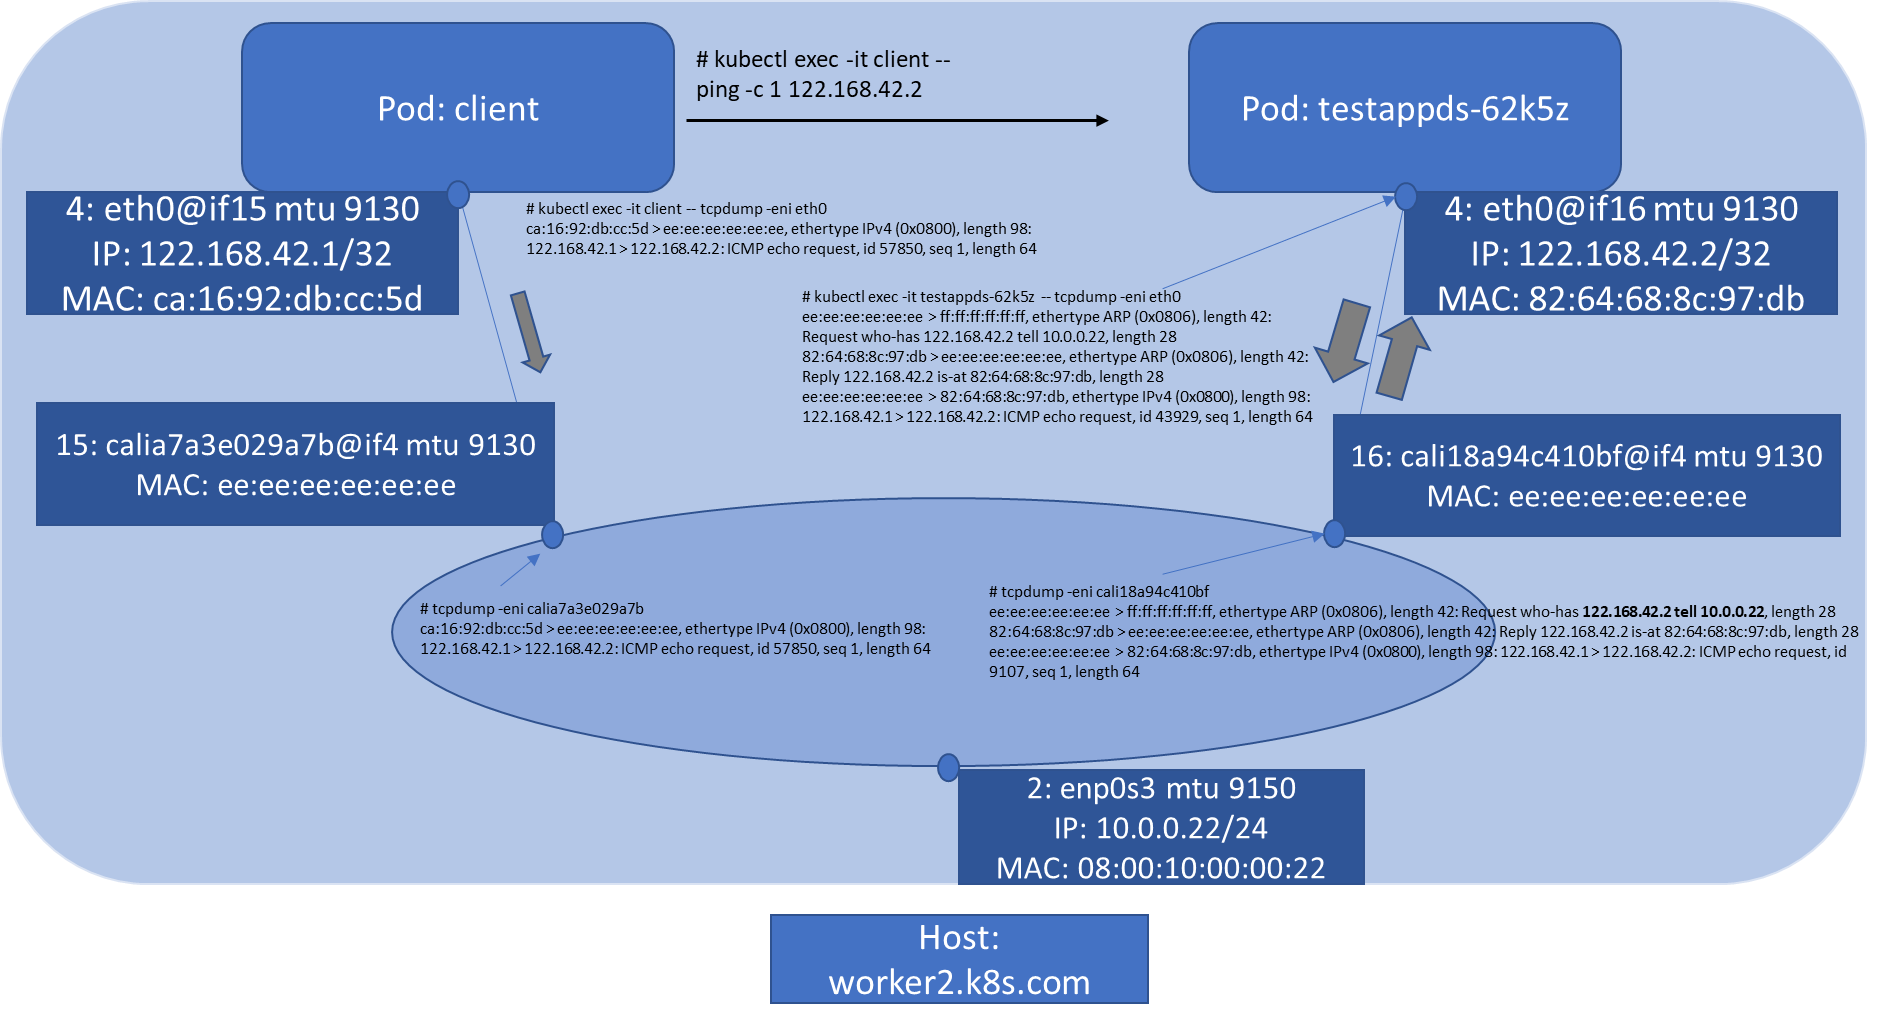 Pod: client
# kubectl exec -it client --
ping -c 1 122.168.42.2
Pod: testappds-62k5z
4: eth0@if15 mtu 9130
IP: 122.168.42.1/32
MAC: ca:16:92:db:cc:5d
# kubectl exec -it client -- tcpdump -eni eth0
ca:16:92:db:cc:5d > ee:ee:ee:ee:ee:ee, ethertype IPv4 (0x0800), length 98:
122.168.42.1 > 122.168.42.2: ICMP echo request, id 57850, seq 1, length 64
4: eth0@if16 mtu 9130
IP: 122.168.42.2/32
MAC: 82:64:68:8c:97:db
# kubectl exec -it testappds-62k5z -- tcpdump -eni eth0
ee:ee:ee:ee:ee:ee > ff:ff:ff:ff:ff:ff, ethertype ARP (0x0806), length 42:
Request who-has 122.168.42.2 tell 10.0.0.22, length 28
82:64:68:8c:97:db > ee:ee:ee:ee:ee:ee, ethertype ARP (0x0806), length 42:
Reply 122.168.42.2 is-at 82:64:68:8c:97:db, length 28
ee:ee:ee:ee:ee:ee > 82:64:68:8c:97:db, ethertype IPv4 (0x0800), length 98:
122.168.42.1 > 122.168.42.2: ICMP echo request, id 43929, seq 1, length 64
15: calia7a3e029a7b@if4 mtu 9130
MAC: ee:ee:ee:ee:ee:ee
16: cali18a94c410bf@if4 mtu 9130
MAC: ee:ee:ee:ee:ee:ee
# tcpdump -eni calia7a3e029a7b
ca:16:92:db:cc:5d > ee:ee:ee:ee:ee:ee, ethertype IPv4 (0x0800), length 98:
122.168.42.1 > 122.168.42.2: ICMP echo request, id 57850, seq 1, length 64
# tcpdump -eni cali18a94c410bf
ee:ee:ee:ee:ee:ee > ff:ff:ff:ff:ff:ff, ethertype ARP (0x0806), length 42: Request who-has 122.168.42.2 tell 10.0.0.22, length 28
82:64:68:8c:97:db > ee:ee:ee:ee:ee:ee, ethertype ARP (0x0806), length 42: Reply 122.168.42.2 is-at 82:64:68:8c:97:db, length 28
ee:ee:ee:ee:ee:ee > 82:64:68:8c:97:db, ethertype IPv4 (0x0800), length 98: 122.168.42.1 > 122.168.42.2: ICMP echo request, id
9107, seq 1, length 64
2: enp0s3 mtu 9150
IP: 10.0.0.22/24
MAC: 08:00:10:00:00:22
Host:
worker2.k8s.com